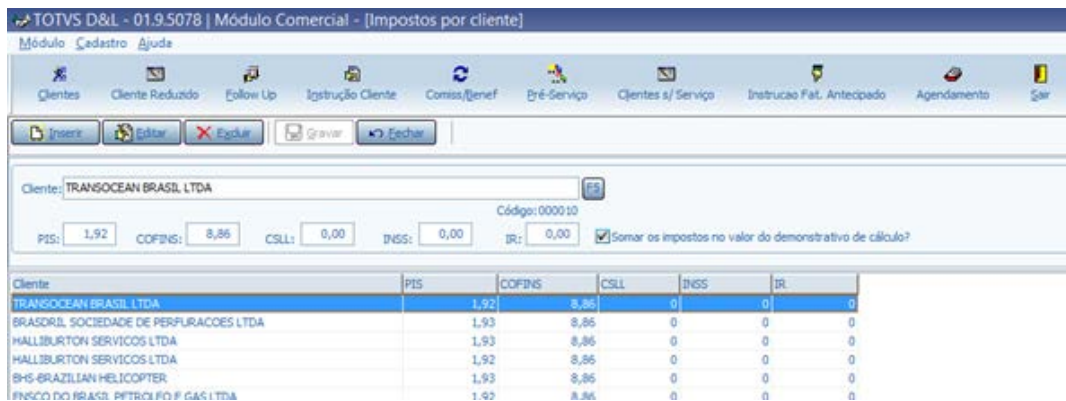 TOTVS D&L - 01.9.5078 | Módulo Comercial - [Impostos por cliente]
Módulo Cadastro Ajuda
Clientes Cliente Reduzido Follow Up Instrução Cliente Comiss/Benef Pré-Serviço Clientes s/ Serviço Instrucao Fat. Antecipado Agendamento Sair
Inserir Editar Excluir Gravar Fechar
Cliente: TRANSOCEAN BRASIL LTDA F5
Código: 000010
PIS: 1,92 COFINS: 8,86 CSLL: 0,00 INSS: 0,00 IR: 0,00 Somar os impostos no valor do demonstrativo de cálculo?
Cliente PIS COFINS CSLL INSS IR
TRANSOCEAN BRASIL LTDA 1,92 8,86 0 0 0
BRASDRIL SOCIEDADE DE PERFURACOES LTDA 1,93 8,86 0 0 0
HALLIBURTON SERVICOS LTDA 1,93 8,86 0 0 0
HALLIBURTON SERVICOS LTDA 1,92 8,86 0 0 0
BHS-BRAZILIAN HELICOPTER 1,93 8,86 0 0 0
ENSCO DO BRASIL PETROLEO E GAS LTDA 1,92 8,86 0 0 0